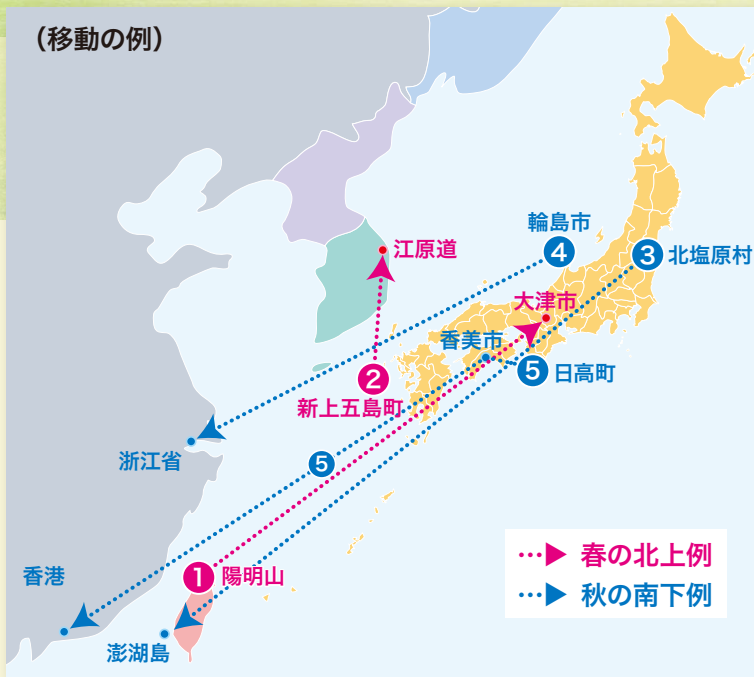 (移動の例)
輪島市
④
③
北塩原村
江原道
大津市
香美市
⑤
日高町
②
新上五島町
浙江省
⑤
香港
①
陽明山
澎湖島
春の北上例
秋の南下例